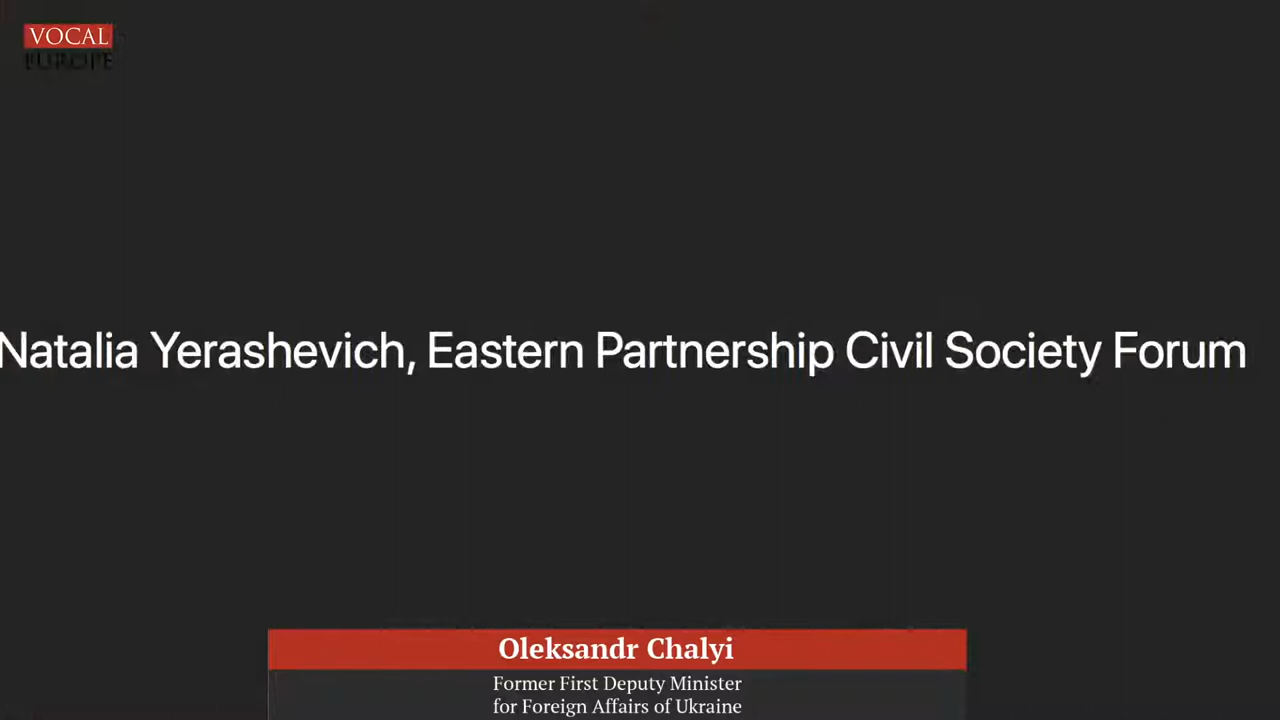 VOCAL
EUROPE
Natalia Yerashevich, Eastern Partnership Civil Society Forum
Oleksandr Chalyi
Former First Deputy Minister
for Foreign Affairs of Ukraine